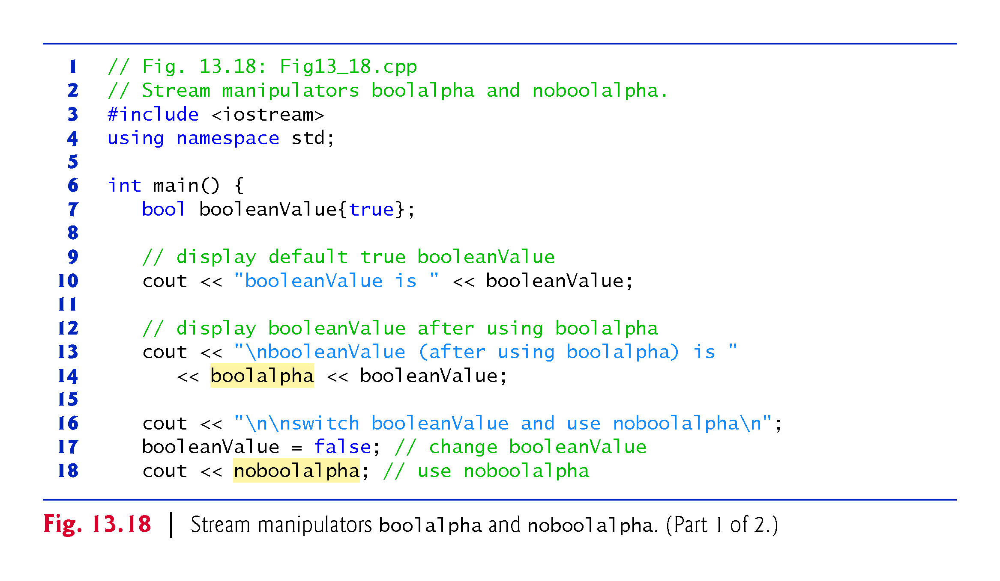 1 // Fig. 13.18: Fig13_18.cpp
2 // Stream manipulators boolalpha and noboolalpha.
3 #include <iostream>
4 using namespace std;
5
6 int main() {
7    bool booleanValue{true};
8
9    // display default true booleanValue
10    cout << "booleanValue is " << booleanValue;
11
12    // display booleanValue after using boolalpha
13    cout << "\nbooleanValue (after using boolalpha) is "
14       << boolalpha << booleanValue;
15
16    cout << "\n\nswitch booleanValue and use noboolalpha\n";
17    booleanValue = false; // change booleanValue
18    cout << noboolalpha; // use noboolalpha
Fig. 13.18 | Stream manipulators boolalpha and noboolalpha. (Part 1 of 2.)